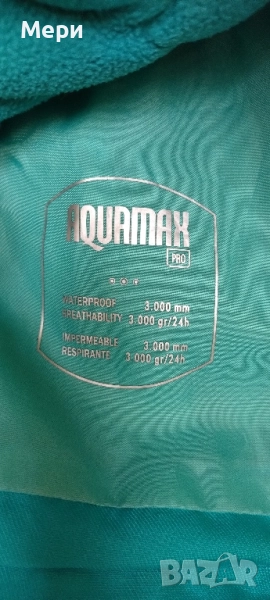 Мери
AQUAMAX
PRO
WATERPROOF 3.000 mm
BREATHABILITY 3.000 gr/24h
IMPERMEABLE 3.000 mm
RESPIRANTE 3 000 gr/24h
bazar